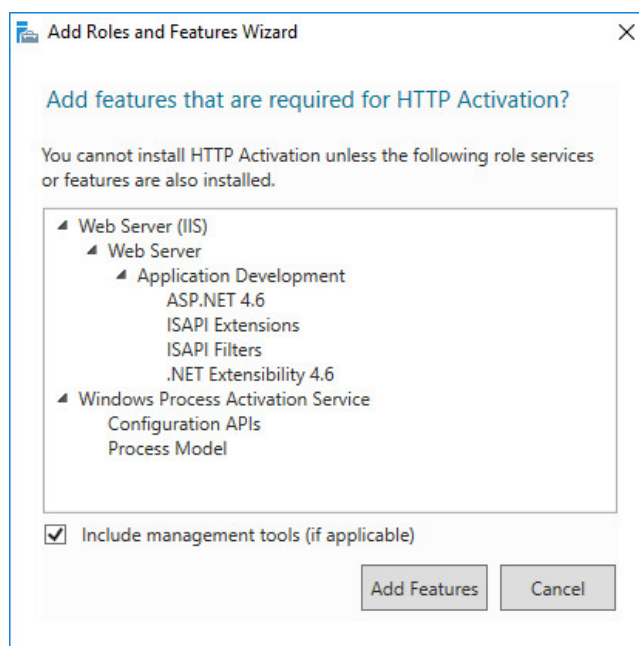 Add Roles and Features Wizard
Add features that are required for HTTP Activation?
You cannot install HTTP Activation unless the following role services
or features are also installed.
Web Server (IIS)
Web Server
Application Development
ASP.NET 4.6
ISAPI Extensions
ISAPI Filters
.NET Extensibility 4.6
Windows Process Activation Service
Configuration APIs
Process Model
Include management tools (if applicable)
Add Features
Cancel